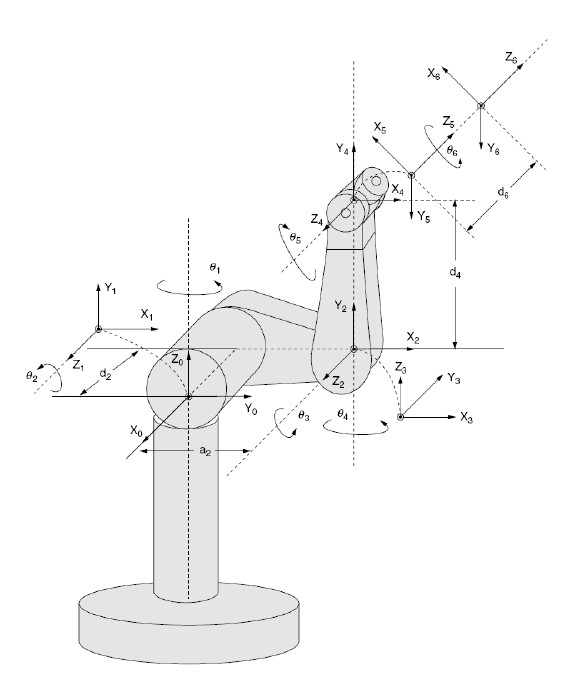 Z₆
X₆
Z₅
X₅
θ₆
Y₆
Y₄
X₄
d₆
Z₄
Y₅
θ₅
θ₁
d₄
Y₁
X₁
Y₂
X₂
Z₁
d₂
Z₀
Z₃
θ₂
Z₂
Y₃
X₀
Y₀
θ₃
θ₄
X₃
a₂